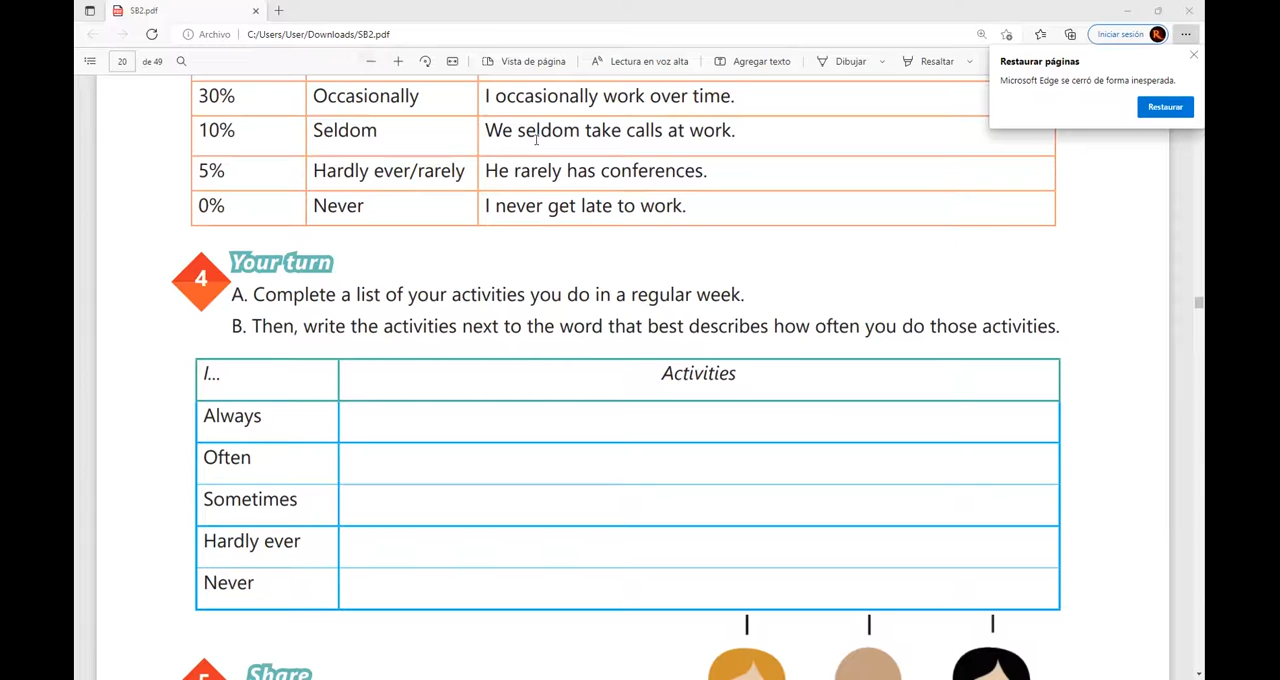 SB2.pdf
Archivo C:/Users/User/Downloads/SB2.pdf Iniciar sesión R
20 de 49 Vista de página Lectura en voz alta Agregar texto Dibujar Resaltar
Restaurar páginas
Microsoft Edge se cerró de forma inesperada.
Restaurar
30% Occasionally I occasionally work over time.
10% Seldom We seldom take calls at work.
5% Hardly ever/rarely He rarely has conferences.
0% Never I never get late to work.
4 Your turn
A. Complete a list of your activities you do in a regular week.
B. Then, write the activities next to the word that best describes how often you do those activities.
I... Activities
Always
Often
Sometimes
Hardly ever
Never
5 Share